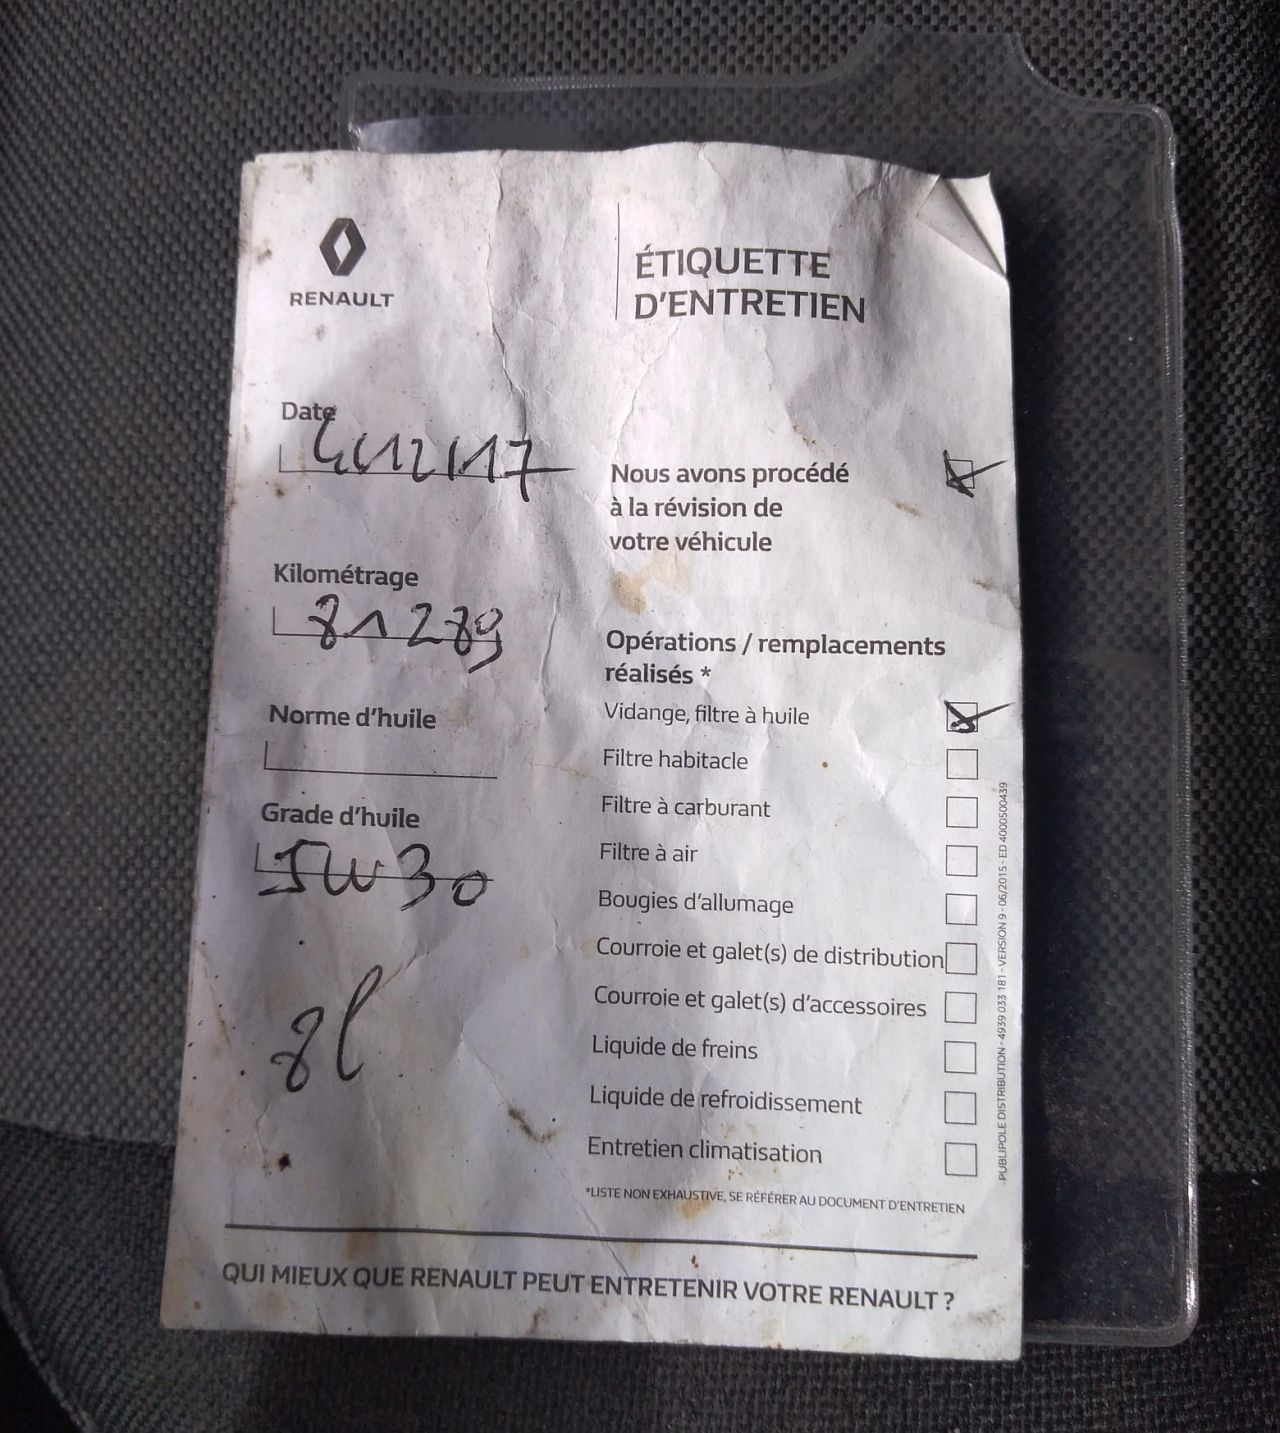 RENAULT
ÉTIQUETTE
D'ENTRETIEN
Date
4/12/17
Kilométrage
81289
Norme d'huile
Grade d'huile
5W30
8l
Nous avons procédé
à la révision de
votre véhicule
Opérations / remplacements
réalisés *
Vidange, filtre à huile
Filtre habitacle
Filtre à carburant
Filtre à air
Bougies d'allumage
Courroie et galet(s) de distribution
Courroie et galet(s) d'accessoires
Liquide de freins
Liquide de refroidissement
Entretien climatisation
*LISTE NON EXHAUSTIVE, SE RÉFÉRER AU DOCUMENT D'ENTRETIEN
PUBLIPOLE DISTRIBUTION - 4939 033 181 - VERSION 9 - 06/2015 - ED 4000500439
QUI MIEUX QUE RENAULT PEUT ENTRETENIR VOTRE RENAULT ?